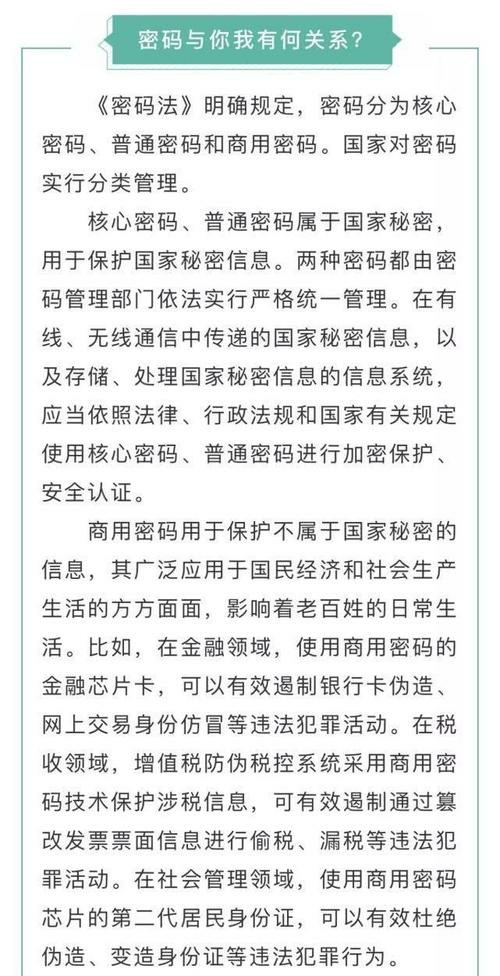 密码与你我有何关系?
《密码法》明确规定，密码分为核心
密码、普通密码和商用密码。国家对密码
实行分类管理。
核心密码、普通密码属于国家秘密，
用于保护国家秘密信息。两种密码都由密
码管理部门依法实行严格统一管理。在有
线、无线通信中传递的国家秘密信息，以
及存储、处理国家秘密信息的信息系统，
应当依照法律、行政法规和国家有关规定
使用核心密码、普通密码进行加密保护、
安全认证。
商用密码用于保护不属于国家秘密的
信息，其广泛应用于国民经济和社会生产
生活的方方面面，影响着老百姓的日常生
活。比如，在金融领域，使用商用密码的
金融芯片卡，可以有效遏制银行卡伪造、
网上交易身份仿冒等违法犯罪活动。在税
收领域，增值税防伪税控系统采用商用密
码技术保护涉税信息，可有效遏制通过篡
改发票票面信息进行偷税、漏税等违法犯
罪活动。在社会管理领域，使用商用密码
芯片的第二代居民身份证，可以有效杜绝
伪造、变造身份证等违法犯罪行为。